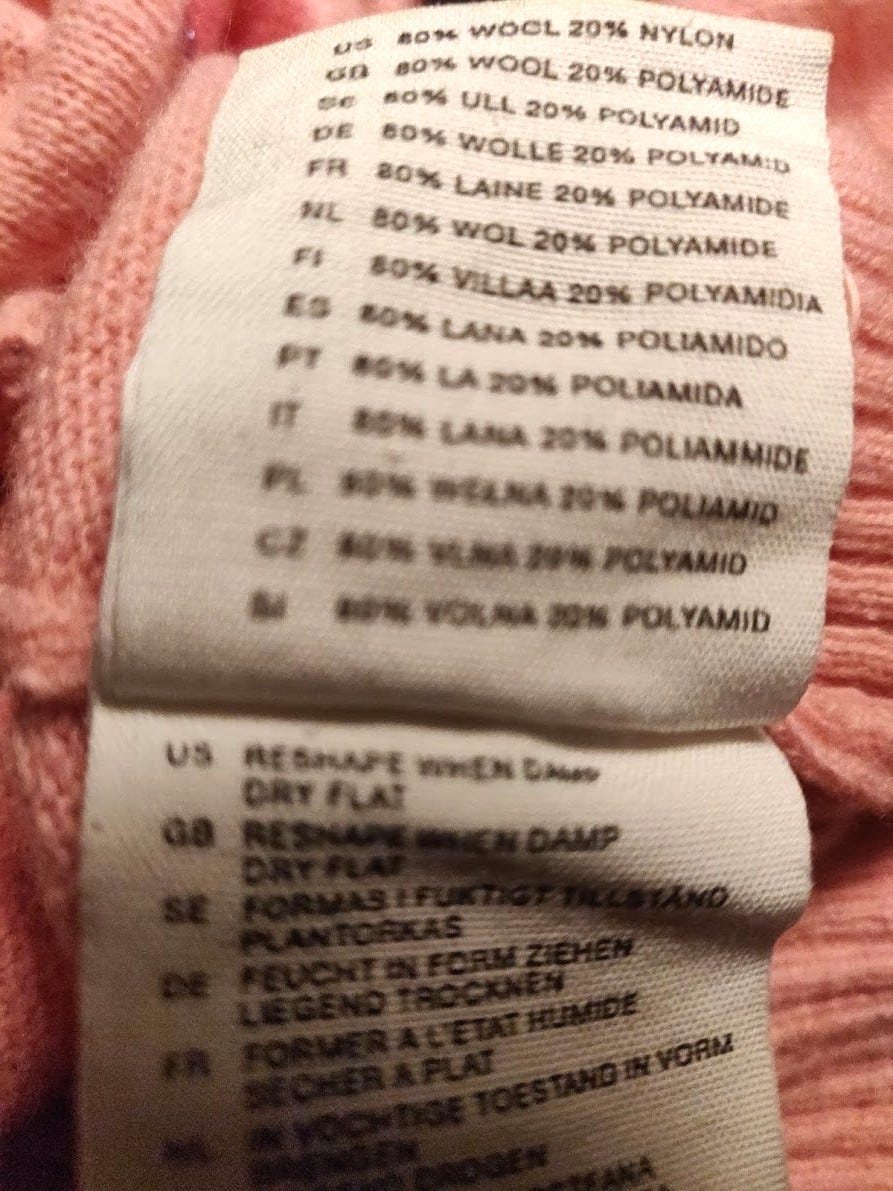 US 80% WOOL 20% NYLON
GB 80% WOOL 20% POLYAMIDE
SE 80% ULL 20% POLYAMID
DE 80% WOLLE 20% POLYAMID
FR 80% LAINE 20% POLYAMIDE
NL 80% WOL 20% POLYAMIDE
FI 80% VILLAA 20% POLYAMIDIA
ES 80% LANA 20% POLIAMIDO
PT 80% LA 20% POLIAMIDA
IT 80% LANA 20% POLIAMMIDE
PL 80% WELNA 20% POLIAMID
CZ 80% VLNA 20% POLYAMID
80% VOLNA 20% POLYAMID
US RESHAPE WHEN DAMP
DRY FLAT
GB RESHAPE WHEN DAMP
DRY FLAT
SE FORMAS I FUKTIGT TILLSTÅND
PLANTORKAS
DE FEUCHT IN FORM ZIEHEN
LIEGEND TROCKNEN
FR FORMER A L'ETAT HUMIDE
SECHER A PLAT
NL IN VOCHTIGE TOESTAND IN VORM
BRENGEN
DROGEN